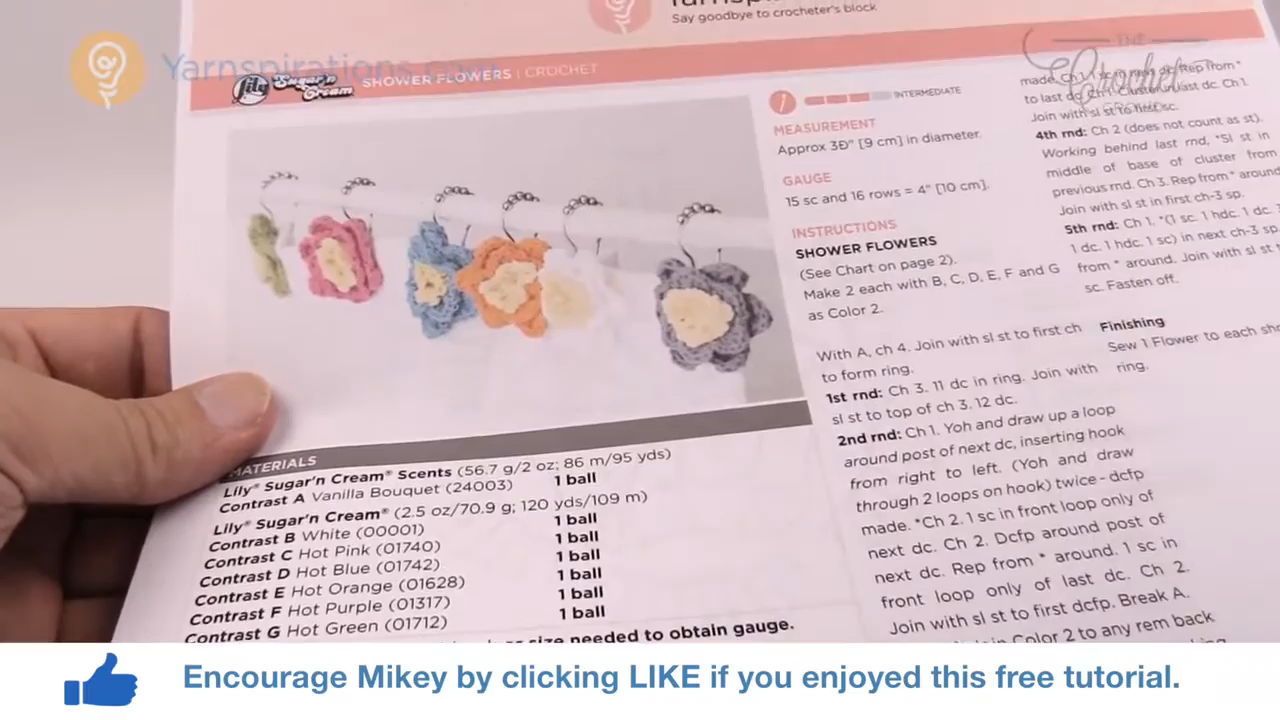 Say goodbye to crocheter's block
Yarnspirations.com
Lily Sugar'n Cream SHOWER FLOWERS | CROCHET
THE
Crochet
MATERIALS
Lily® Sugar'n Cream® Scents (56.7 g/2 oz; 86 m/95 yds)
Contrast A Vanilla Bouquet (24003) 1 ball
Lily® Sugar'n Cream® (2.5 oz/70.9 g; 120 yds/109 m)
Contrast B White (00001) 1 ball
Contrast C Hot Pink (01740) 1 ball
Contrast D Hot Blue (01742) 1 ball
Contrast E Hot Orange (01628) 1 ball
Contrast F Hot Purple (01317) 1 ball
Contrast G Hot Green (01712) 1 ball
size needed to obtain gauge.
INTERMEDIATE
MEASUREMENT
Approx 3Ð" [9 cm] in diameter.
GAUGE
15 sc and 16 rows = 4" [10 cm].
INSTRUCTIONS
SHOWER FLOWERS
(See Chart on page 2).
Make 2 each with B, C, D, E, F and G
as Color 2.
With A, ch 4. Join with sl st to first ch
to form ring.
1st rnd: Ch 3. 11 dc in ring. Join with
sl st to top of ch 3. 12 dc.
2nd rnd: Ch 1. Yoh and draw up a loop
around post of next dc, inserting hook
from right to left. (Yoh and draw
through 2 loops on hook) twice - dcfp
made. *Ch 2. 1 sc in front loop only of
next dc. Ch 2. Dcfp around post of
next dc. Rep from * around. 1 sc in
front loop only of last dc. Ch 2.
Join with sl st to first dcfp. Break A.
Color 2 to any rem back
made. Ch 1. 1 sc in next dc. Rep from *
to last dc. Ch 1. Cluster in last dc. Ch 1.
Join with sl st to first sc.
4th rnd: Ch 2 (does not count as st).
Working behind last rnd, *Sl st in
middle of base of cluster from
previous rnd. Ch 3. Rep from * around
Join with sl st in first ch-3 sp.
5th rnd: Ch 1. *(1 sc. 1 hdc. 1 dc.
1 dc. 1 hdc. 1 sc) in next ch-3 sp.
from * around. Join with sl st
sc. Fasten off.
Finishing
Sew 1 Flower to each
ring.
Encourage Mikey by clicking LIKE if you enjoyed this free tutorial.